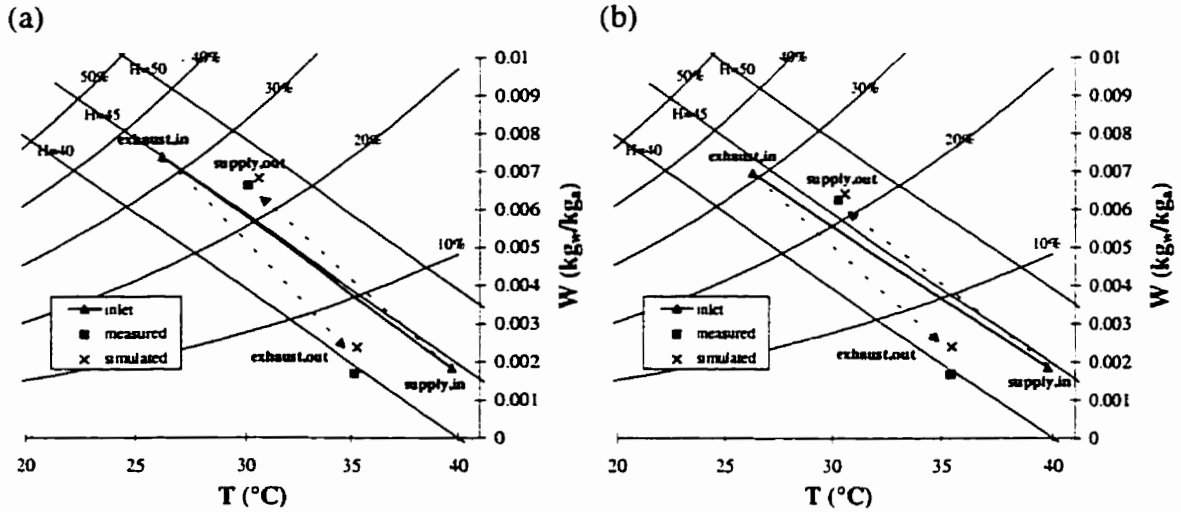 (a)
50%
H=50
40%
30%
20%
10%
H=45
H=40
exhaust,in
supply,out
exhaust,out
supply,in
inlet
measured
simulated
0.01
0.009
0.008
0.007
0.006
0.005
0.004
0.003
0.002
0.001
0
W (kgw/kga)
20
25
30
35
40
T (°C)
(b)
50%
H=50
40%
30%
20%
10%
H=45
H=40
exhaust,in
supply,out
exhaust,out
supply,in
inlet
measured
simulated
0.01
0.009
0.008
0.007
0.006
0.005
0.004
0.003
0.002
0.001
0
W (kgw/kga)
20
25
30
35
40
T (°C)